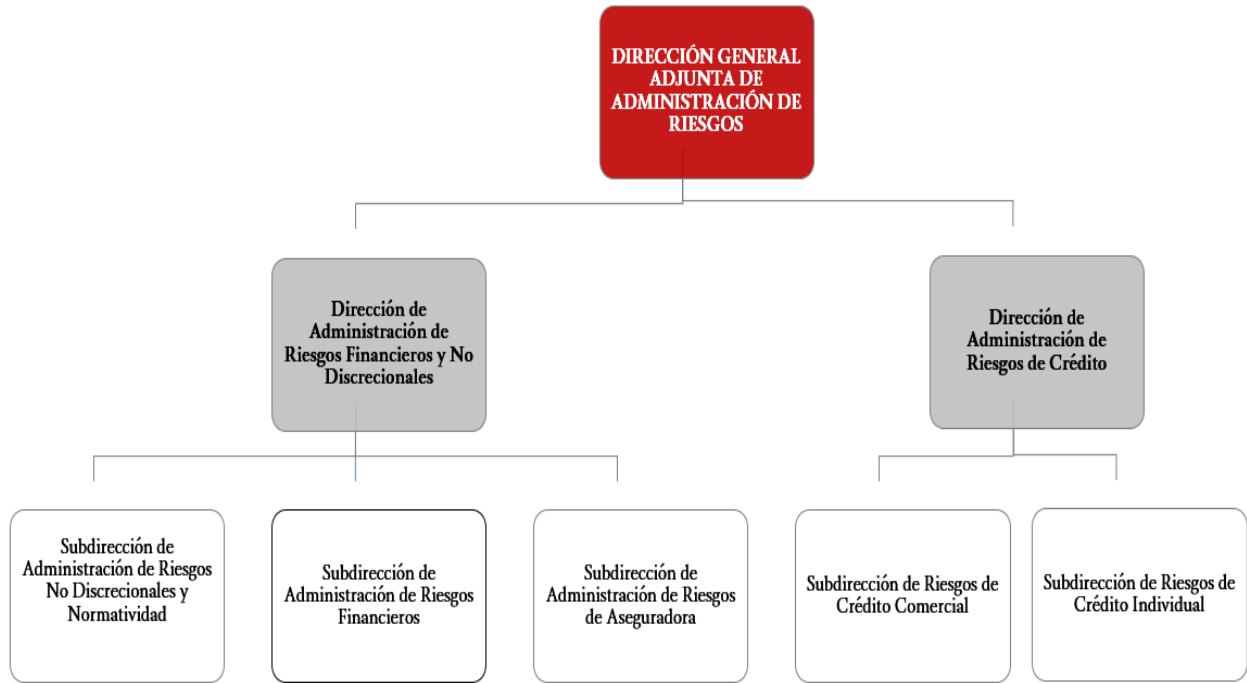 DIRECCIÓN GENERAL
ADJUNTA DE
ADMINISTRACIÓN DE
RIESGOS
Dirección de
Administración de
Riesgos Financieros y No
Discrecionales
Dirección de
Administración de
Riesgos de Crédito
Subdirección de
Administración de Riesgos
No Discrecionales y
Normatividad
Subdirección de
Administración de Riesgos
Financieros
Subdirección de
Administración de Riesgos
de Aseguradora
Subdirección de Riesgos de
Crédito Comercial
Subdirección de Riesgos de
Crédito Individual